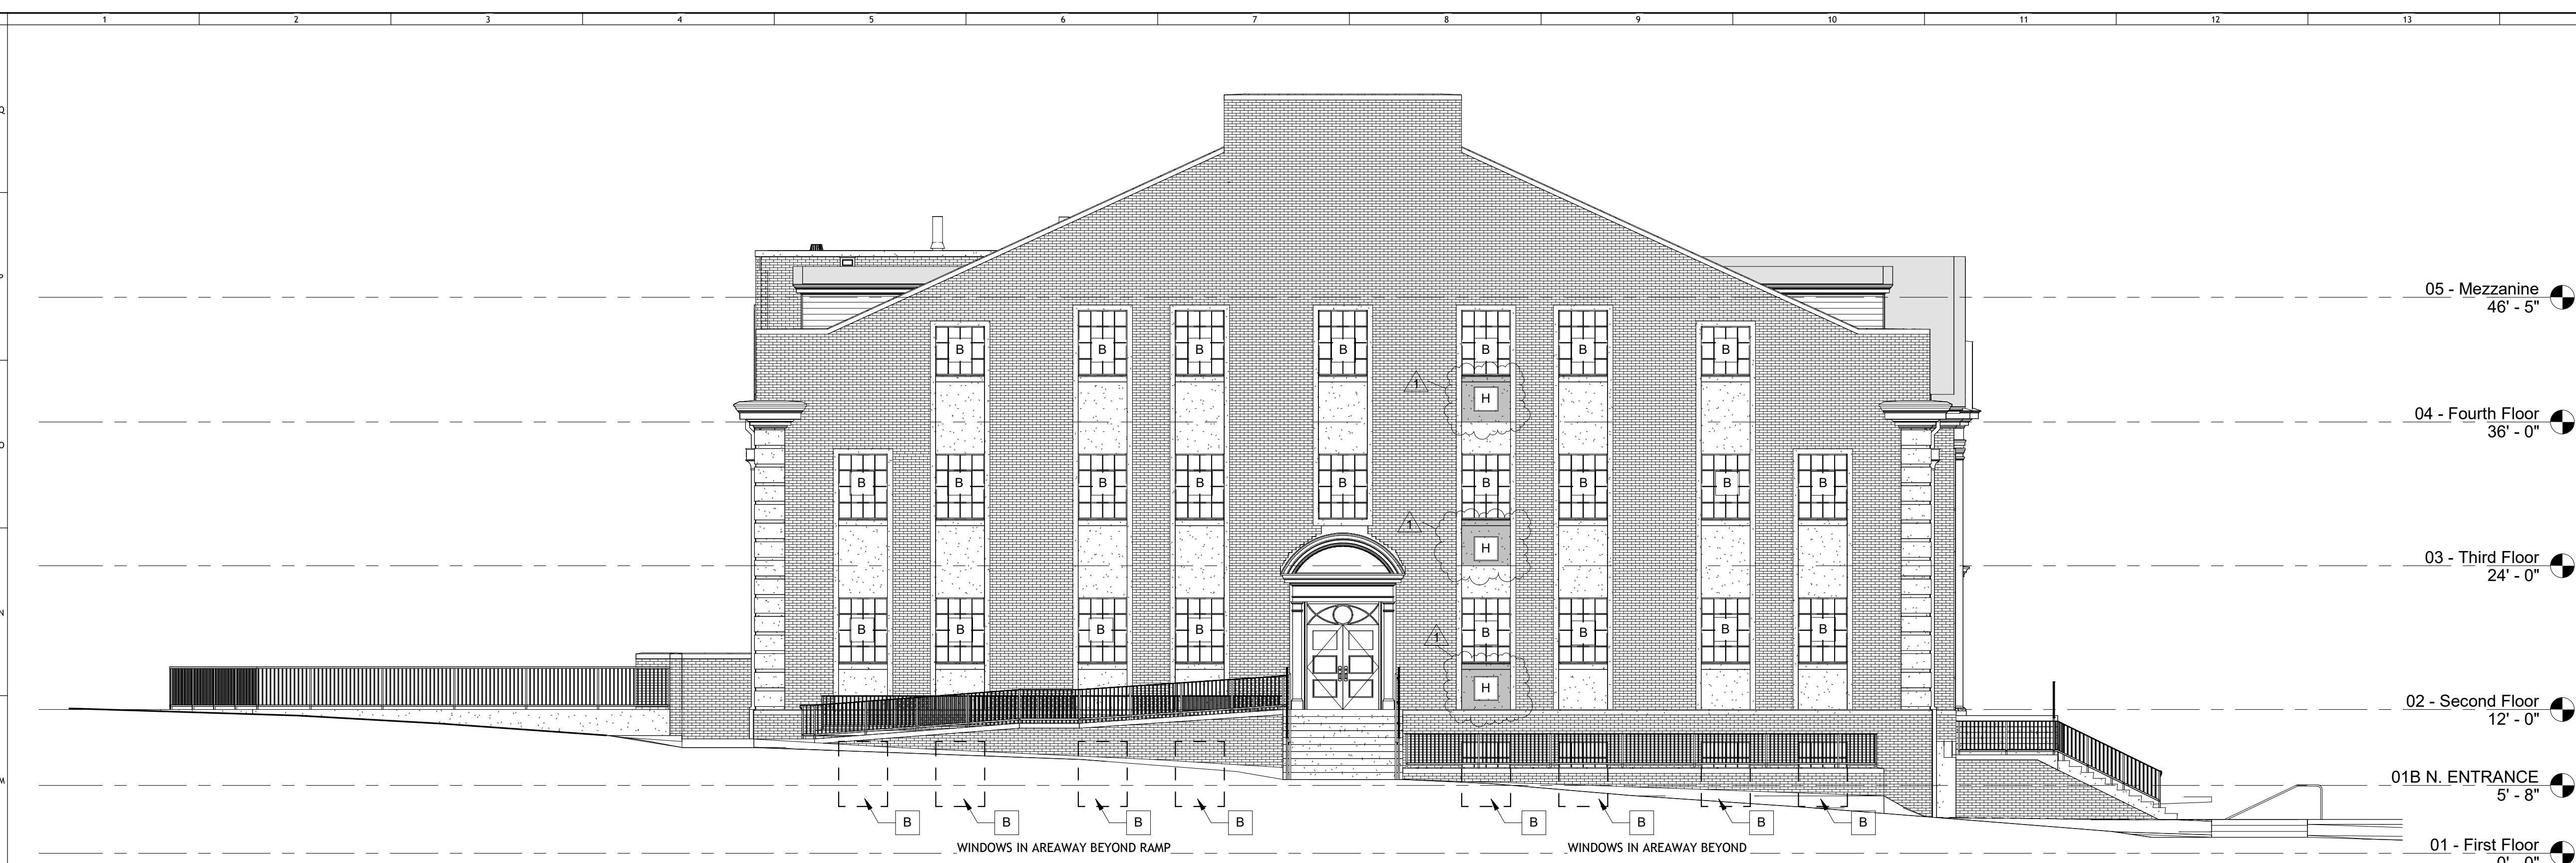 1 2 3 4 5 6 7 8 9 10 11 12 13
Q
P
05 - Mezzanine
46' - 5"
B B B B B B B
1
H
04 - Fourth Floor
36' - 0"
O
B B B B B B B B B
1
H
03 - Third Floor
24' - 0"
N
B B B B B B B B
1
H
02 - Second Floor
12' - 0"
M
01B N. ENTRANCE
5' - 8"
B B B B B B B B
WINDOWS IN AREAWAY BEYOND RAMP
WINDOWS IN AREAWAY BEYOND
01 - First Floor
0' - 0"